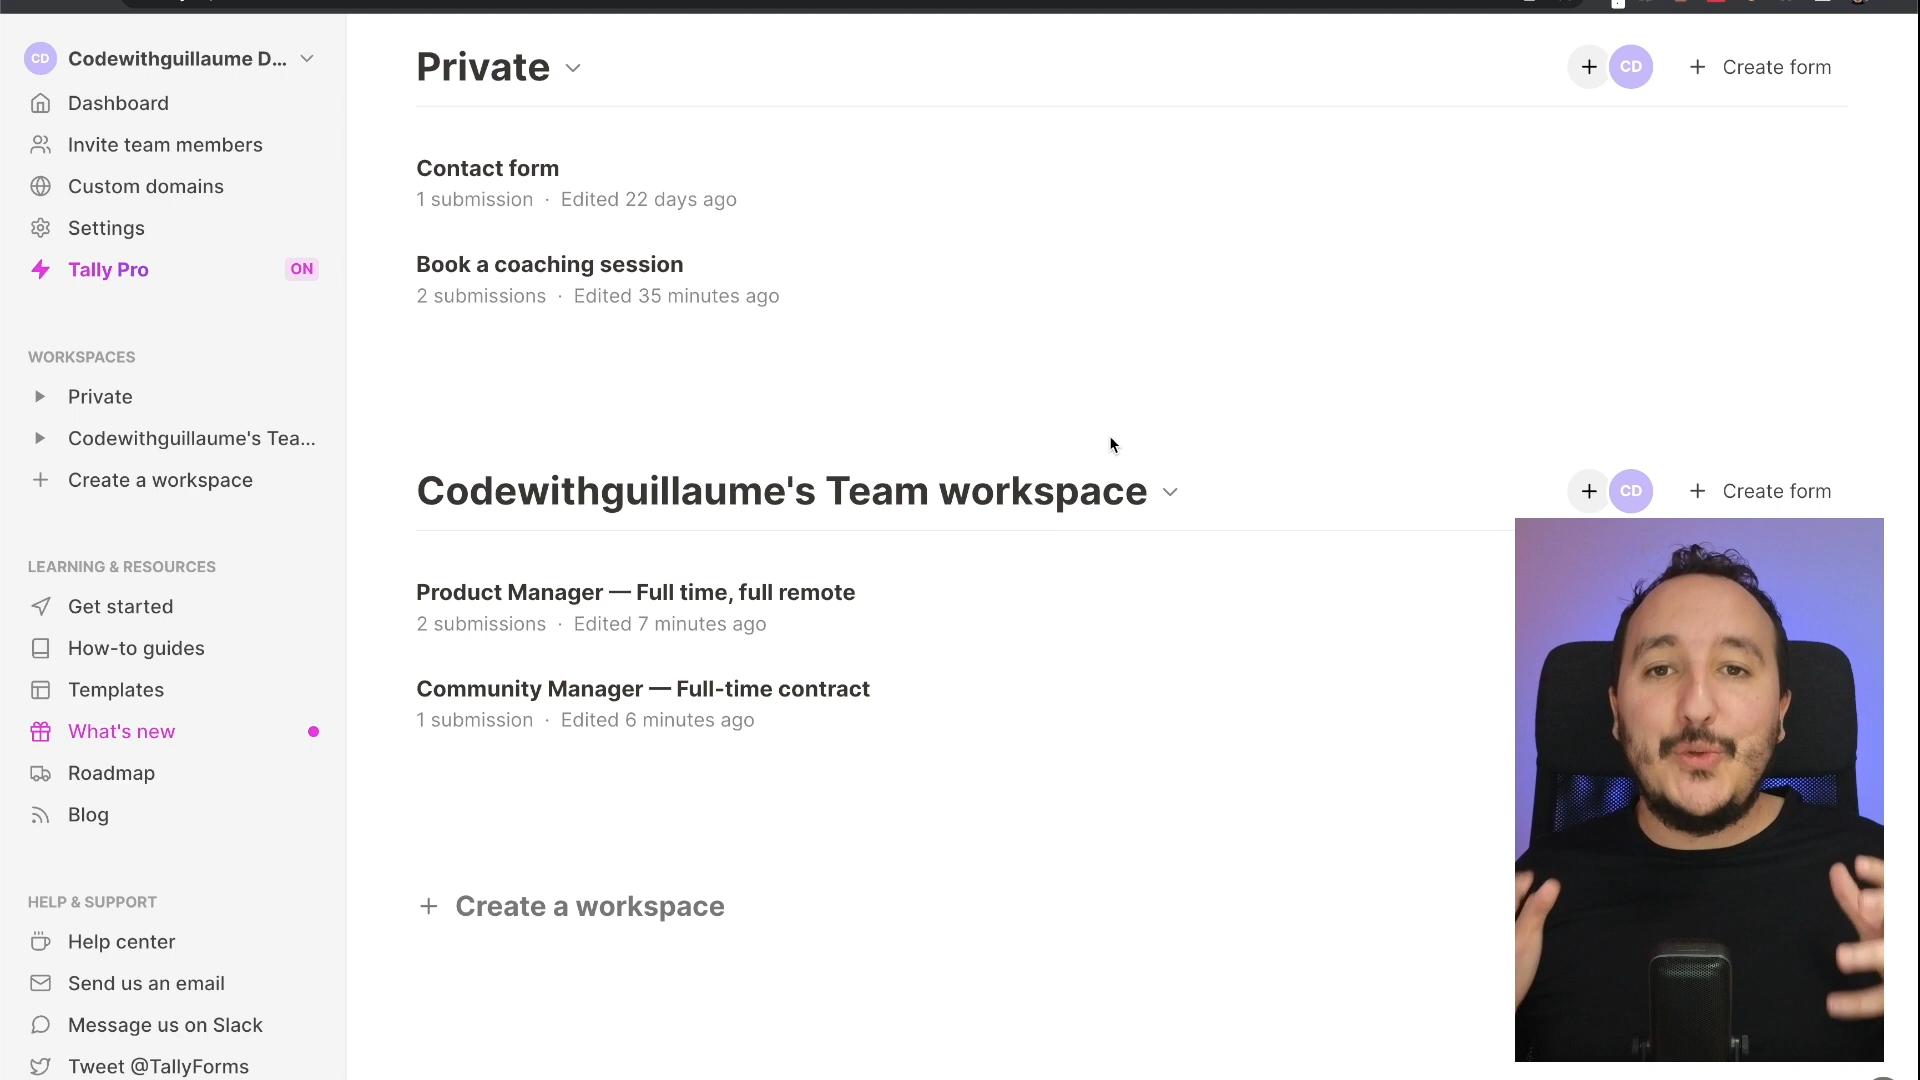 CD Codewithguillaume D...
Dashboard
Invite team members
Custom domains
Settings
Tally Pro ON
WORKSPACES
Private
Codewithguillaume's Tea...
Create a workspace
LEARNING & RESOURCES
Get started
How-to guides
Templates
What's new
Roadmap
Blog
HELP & SUPPORT
Help center
Send us an email
Message us on Slack
Tweet @TallyForms
Private
+ CD + Create form
Contact form
1 submission · Edited 22 days ago
Book a coaching session
2 submissions · Edited 35 minutes ago
Codewithguillaume's Team workspace
+ CD + Create form
Product Manager — Full time, full remote
2 submissions · Edited 7 minutes ago
Community Manager — Full-time contract
1 submission · Edited 6 minutes ago
+ Create a workspace